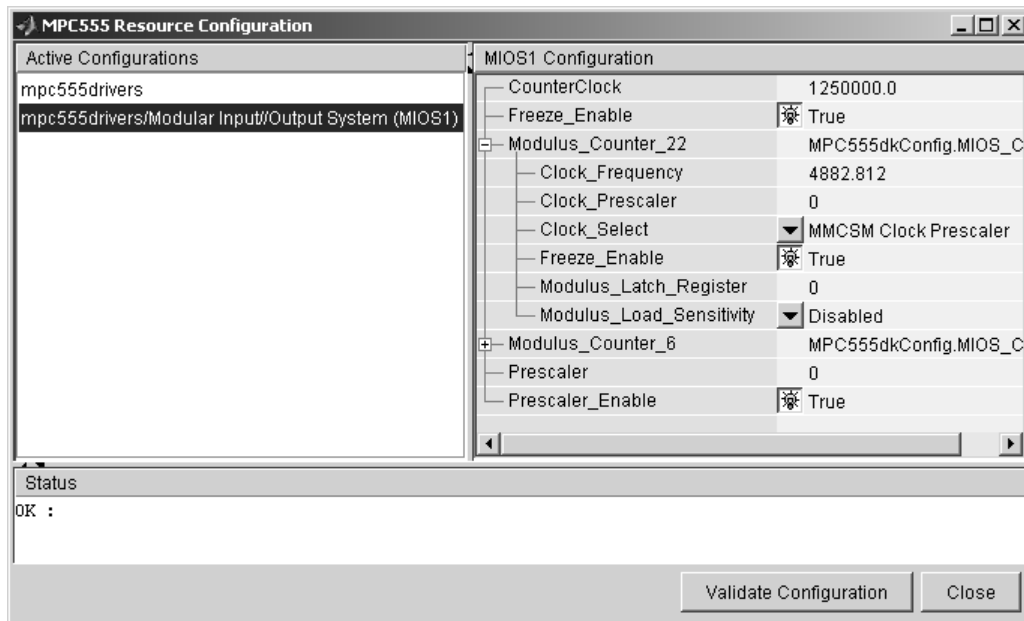 MPC555 Resource Configuration
Active Configurations
mpc555drivers
mpc555drivers/Modular Input//Output System (MIOS1)
MIOS1 Configuration
CounterClock 1250000.0
Freeze_Enable True
Modulus_Counter_22 MPC555dkConfig.MIOS_C
Clock_Frequency 4882.812
Clock_Prescaler 0
Clock_Select MMCSM Clock Prescaler
Freeze_Enable True
Modulus_Latch_Register 0
Modulus_Load_Sensitivity Disabled
Modulus_Counter_6 MPC555dkConfig.MIOS_C
Prescaler 0
Prescaler_Enable True
Status
OK :
Validate Configuration Close